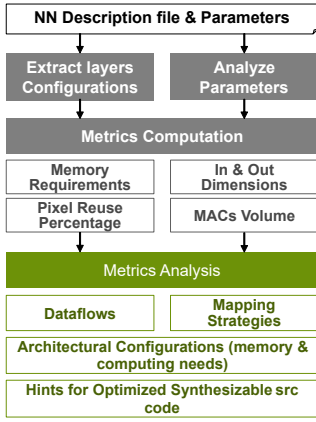 NN Description file & Parameters
Extract layers
Configurations
Analyze
Parameters
Metrics Computation
Memory
Requirements
In & Out
Dimensions
Pixel Reuse
Percentage
MACs Volume
Metrics Analysis
Dataflows
Mapping
Strategies
Architectural Configurations (memory &
computing needs)
Hints for Optimized Synthesizable src
code